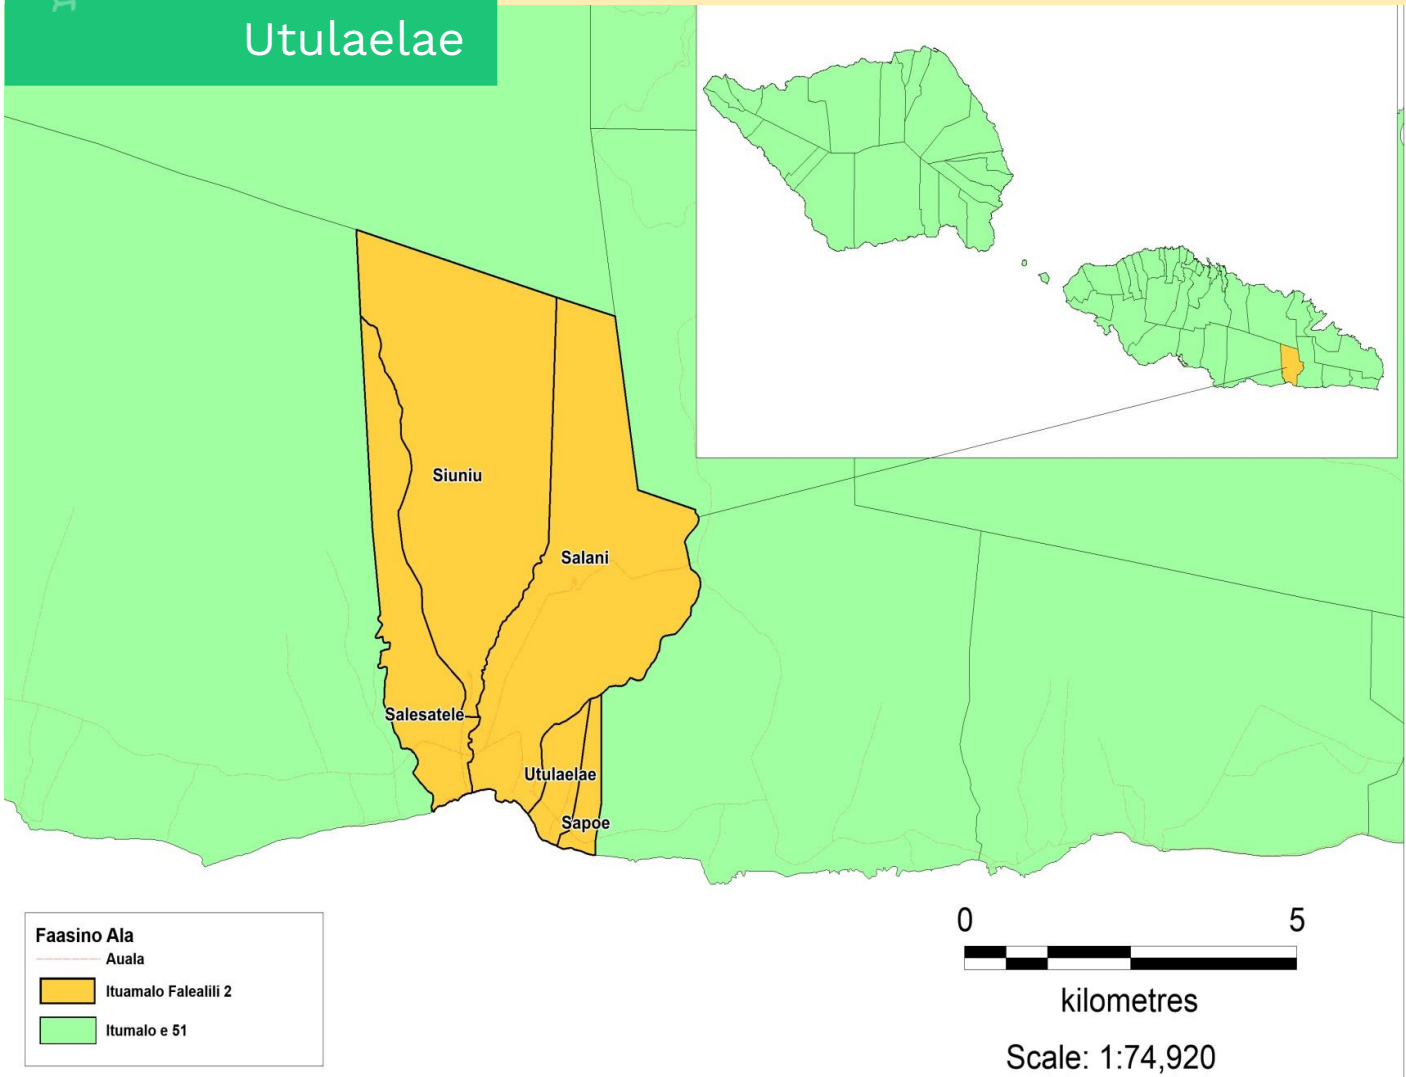 Utulaelae
Siuniu
Salani
Salesatele
Utulaelae
Sapoe
Faasino Ala
Auala
Ituamalo Falealili 2
Itumalo e 51
0 5
kilometres
Scale: 1:74,920